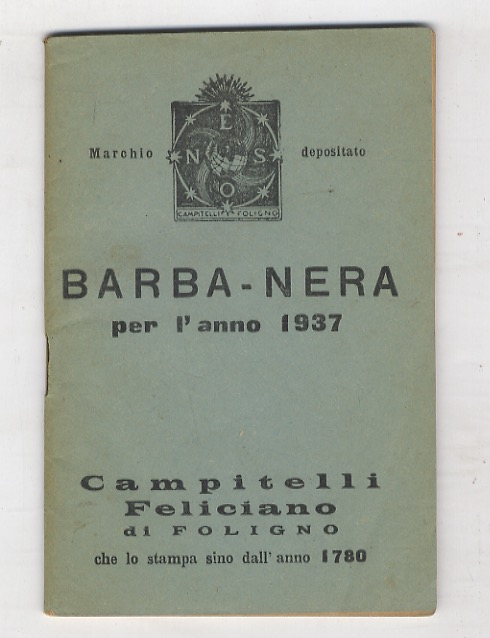 E
Marchio N S depositato
O
CAMPITELLI FOLIGNO
BARBA-NERA
per l'anno 1937
Campitelli
Feliciano
di FOLIGNO
che lo stampa sino dall'anno 1780